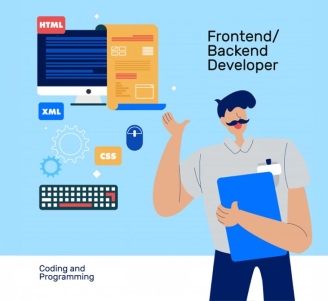 HTML
Frontend/
Backend
Developer
XML
CSS
Coding and
Programming